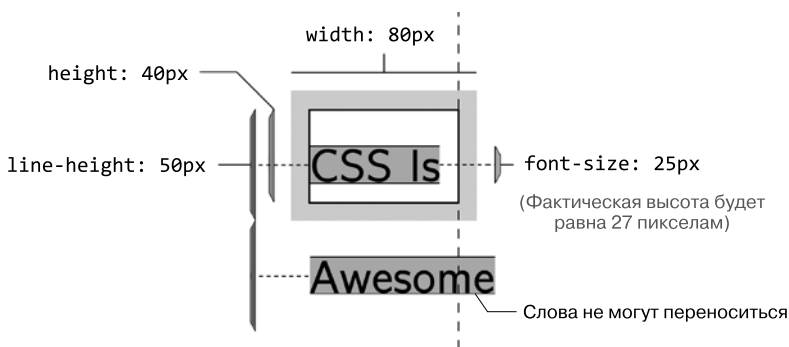 width: 80px
height: 40px
line-height: 50px
CSS Is
font-size: 25px
(Фактическая высота будет
равна 27 пикселам)
Awesome
Слова не могут переноситься